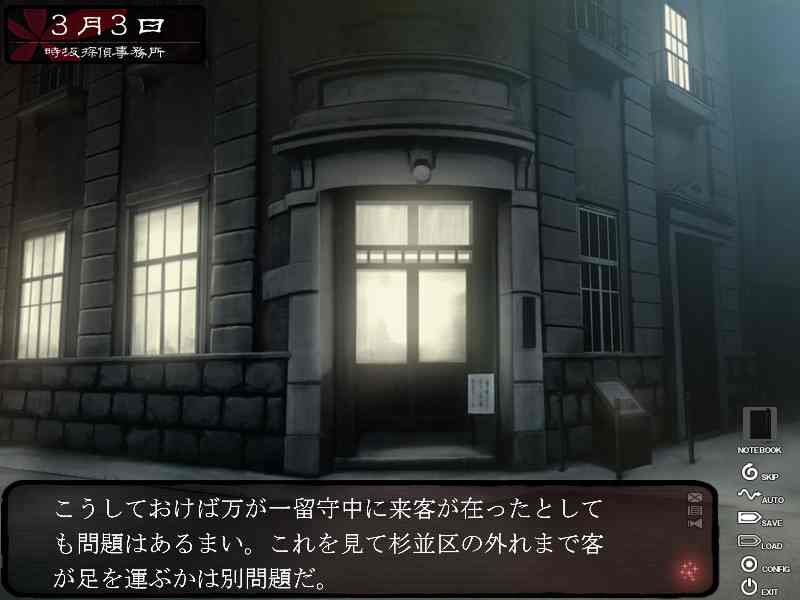 3月3日
時坂探偵事務所
こうしておけば万が一留守中に来客が在ったとして
も問題はあるまい。これを見て杉並区の外れまで客
が足を運ぶかは別問題だ。
NOTEBOOK
SKIP
AUTO
SAVE
LOAD
CONFIG
EXIT